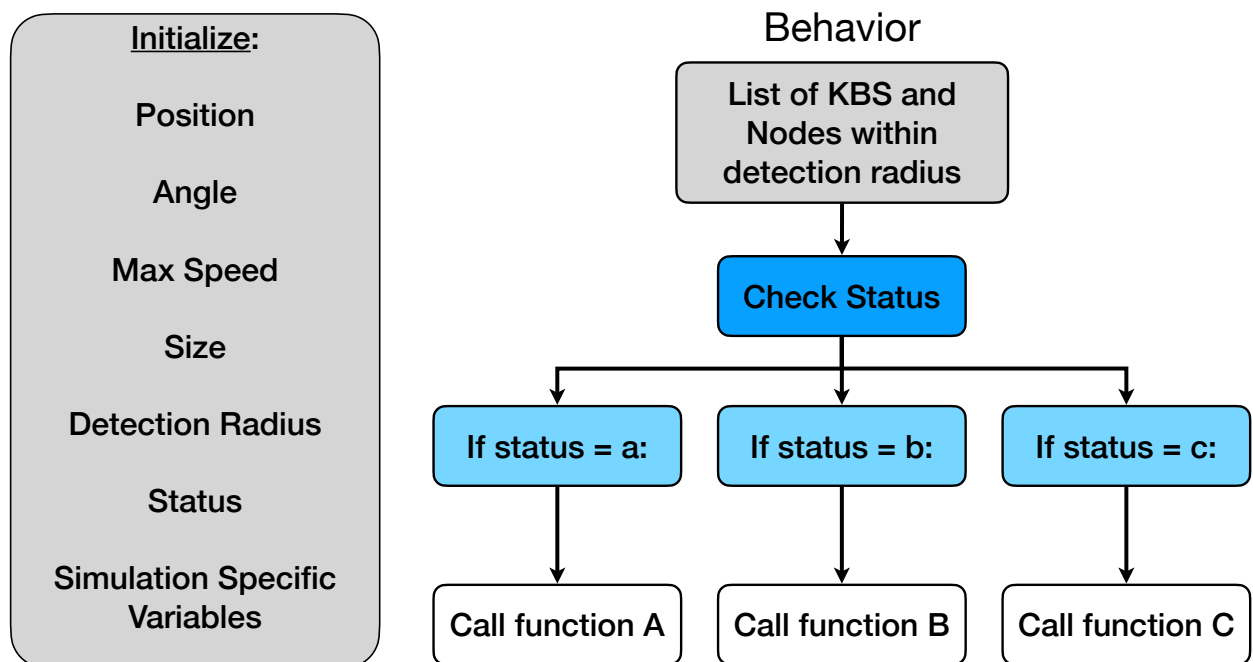 Initialize:
Position
Angle
Max Speed
Size
Detection Radius
Status
Simulation Specific
Variables
Behavior
List of KBS and
Nodes within
detection radius
Check Status
If status = a:
If status = b:
If status = c:
Call function A
Call function B
Call function C